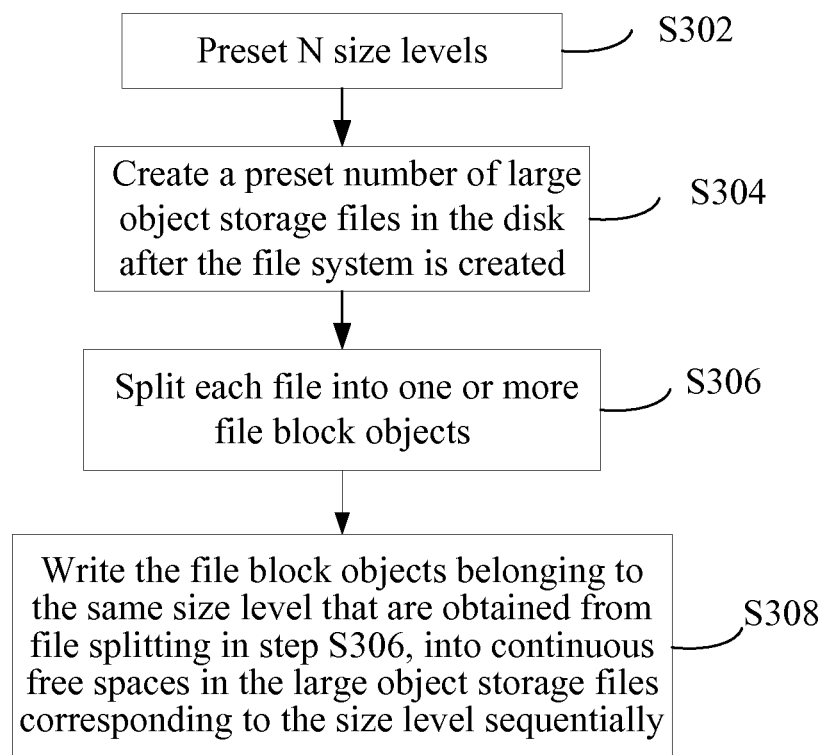 Preset N size levels
S302
Create a preset number of large
object storage files in the disk
after the file system is created
S304
Split each file into one or more
file block objects
S306
Write the file block objects belonging to
the same size level that are obtained from
file splitting in step S306, into continuous
free spaces in the large object storage files
corresponding to the size level sequentially
S308